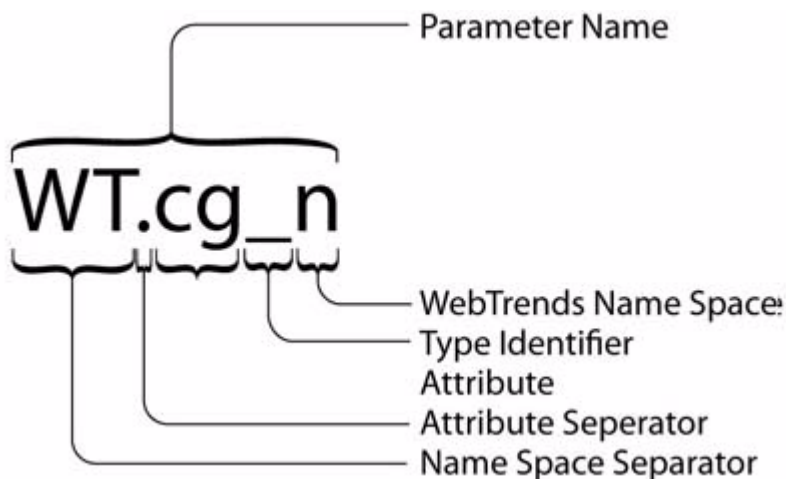 Parameter Name
WT.cg_n
WebTrends Name Space
Type Identifier
Attribute
Attribute Seperator
Name Space Separator